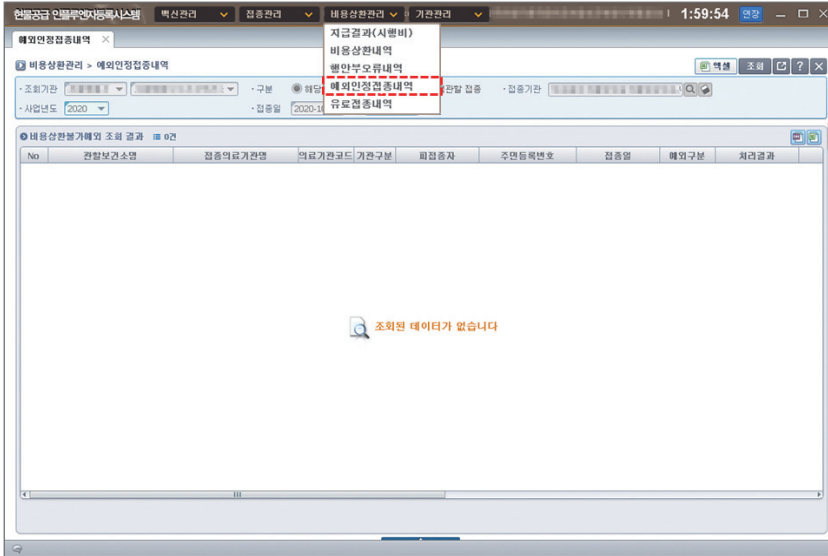 현물공급 인플루엔자등록시스템 백신관리 접종관리 비용상환관리 기관관리 1:59:54 연장
예외인정접종내역
지급결과(시행비)
비용상환내역
행안부오류내역
예외인정접종내역
유료접종내역
비용상환관리 > 예외인정접종내역 엑셀 조회
조회기관 구분 해당 관할 접종 접종기관
사업년도 2020 접종일 2020-10
비용상환불가예외 조회 결과 0건
No 관할보건소명 접종의료기관명 의료기관코드 기관구분 피접종자 주민등록번호 접종일 예외구분 처리결과
조회된 데이터가 없습니다